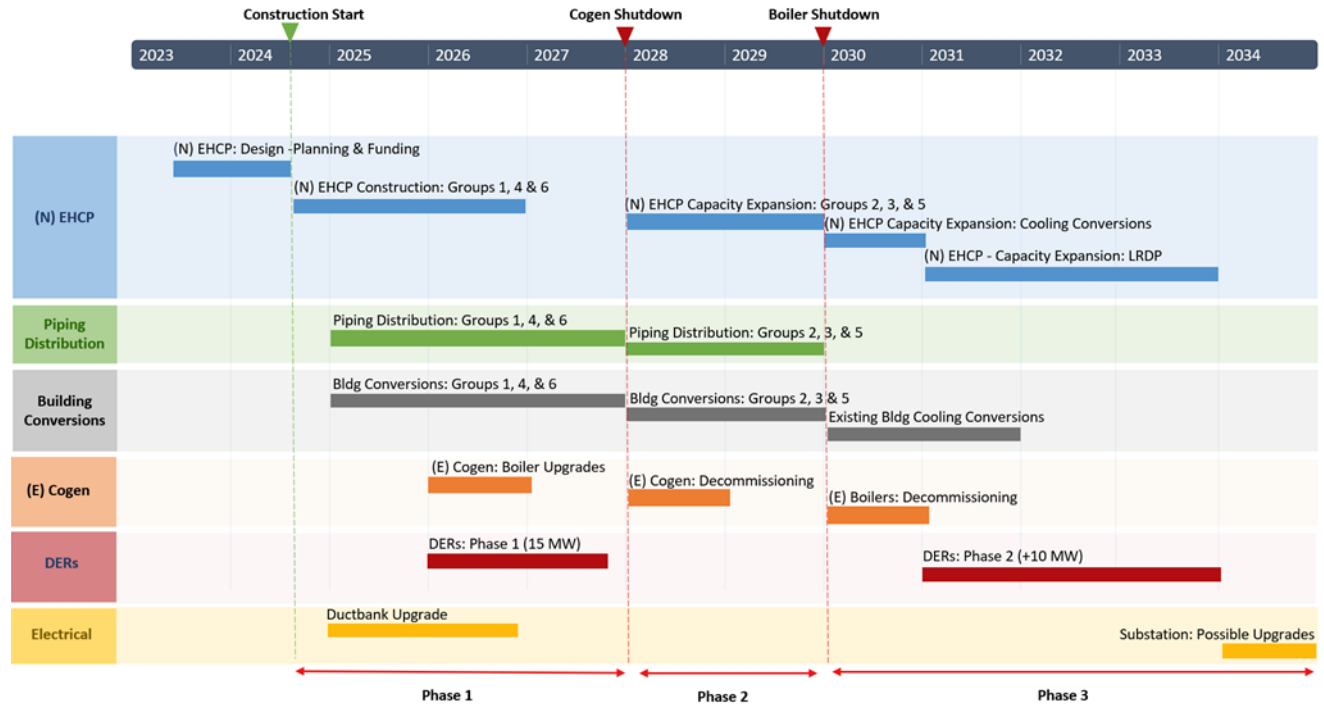 Construction Start
Cogen Shutdown
Boiler Shutdown
2023 2024 2025 2026 2027 2028 2029 2030 2031 2032 2033 2034
(N) EHCP
(N) EHCP: Design -Planning & Funding
(N) EHCP Construction: Groups 1, 4 & 6
(N) EHCP Capacity Expansion: Groups 2, 3, & 5
(N) EHCP Capacity Expansion: Cooling Conversions
(N) EHCP - Capacity Expansion: LRDP
Piping
Distribution
Piping Distribution: Groups 1, 4, & 6
Piping Distribution: Groups 2, 3, & 5
Building
Conversions
Bldg Conversions: Groups 1, 4, & 6
Bldg Conversions: Groups 2, 3 & 5
Existing Bldg Cooling Conversions
(E) Cogen
(E) Cogen: Boiler Upgrades
(E) Cogen: Decommissioning
(E) Boilers: Decommissioning
DERs
DERs: Phase 1 (15 MW)
DERs: Phase 2 (+10 MW)
Electrical
Ductbank Upgrade
Substation: Possible Upgrades
Phase 1
Phase 2
Phase 3